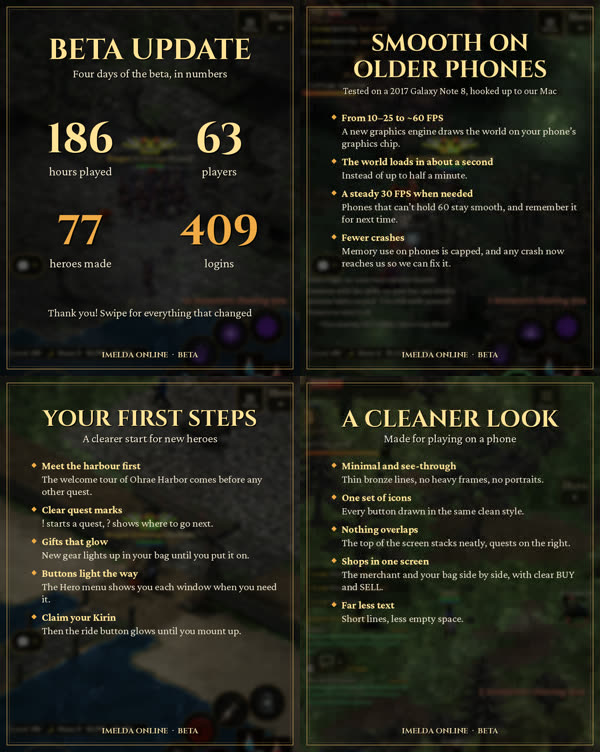 BETA UPDATE
Four days of the beta, in numbers
186
hours played
63
players
77
heroes made
409
logins
Thank you! Swipe for everything that changed
IMELDA ONLINE · BETA
SMOOTH ON
OLDER PHONES
Tested on a 2017 Galaxy Note 8, hooked up to our Mac
From 10–25 to ~60 FPS
A new graphics engine draws the world on your phone's
graphics chip.
The world loads in about a second
Instead of up to half a minute.
A steady 30 FPS when needed
Phones that can't hold 60 stay smooth, and remember it
for next time.
Fewer crashes
Memory use on phones is capped, and any crash now
reaches us so we can fix it.
IMELDA ONLINE · BETA
YOUR FIRST STEPS
A clearer start for new heroes
Meet the harbour first
The welcome tour of Ohrae Harbor comes before any
other quest.
Clear quest marks
! starts a quest, ? shows where to go next.
Gifts that glow
New gear lights up in your bag until you put it on.
Buttons light the way
The Hero menu shows you each window when you need
it.
Claim your Kirin
Then the ride button glows until you mount up.
IMELDA ONLINE · BETA
A CLEANER LOOK
Made for playing on a phone
Minimal and see-through
Thin bronze lines, no heavy frames, no portraits.
One set of icons
Every button drawn in the same clean style.
Nothing overlaps
The top of the screen stacks neatly, quests on the right.
Shops in one screen
The merchant and your bag side by side, with clear BUY
and SELL.
Far less text
Short lines, less empty space.
IMELDA ONLINE · BETA